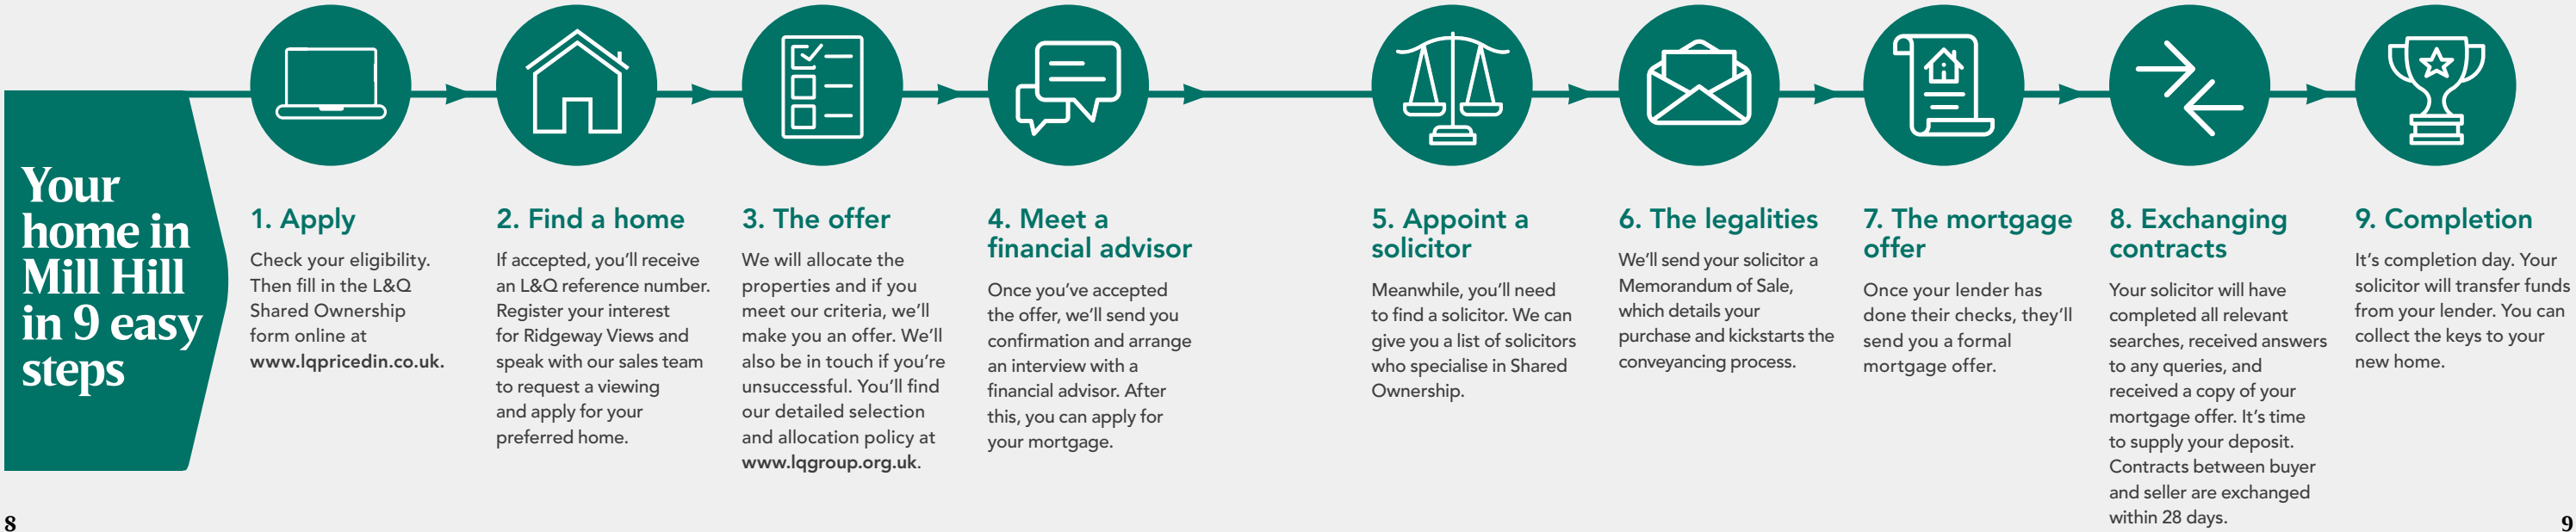 Your
home in
Mill Hill
in 9 easy
steps
1. Apply
Check your eligibility.
Then fill in the L&Q
Shared Ownership
form online at
www.lqpricedin.co.uk.
2. Find a home
If accepted, you’ll receive
an L&Q reference number.
Register your interest
for Ridgeway Views and
speak with our sales team
to request a viewing
and apply for your
preferred home.
3. The offer
We will allocate the
properties and if you
meet our criteria, we’ll
make you an offer. We’ll
also be in touch if you’re
unsuccessful. You’ll find
our detailed selection
and allocation policy at
www.lqgroup.org.uk.
4. Meet a
financial advisor
Once you’ve accepted
the offer, we’ll send you
confirmation and arrange
an interview with a
financial advisor. After
this, you can apply for
your mortgage.
5. Appoint a
solicitor
Meanwhile, you’ll need
to find a solicitor. We can
give you a list of solicitors
who specialise in Shared
Ownership.
6. The legalities
We’ll send your solicitor a
Memorandum of Sale,
which details your
purchase and kickstarts the
conveyancing process.
7. The mortgage
offer
Once your lender has
done their checks, they’ll
send you a formal
mortgage offer.
8. Exchanging
contracts
Your solicitor will have
completed all relevant
searches, received answers
to any queries, and
received a copy of your
mortgage offer. It’s time
to supply your deposit.
Contracts between buyer
and seller are exchanged
within 28 days.
9. Completion
It’s completion day. Your
solicitor will transfer funds
from your lender. You can
collect the keys to your
new home.
8
9